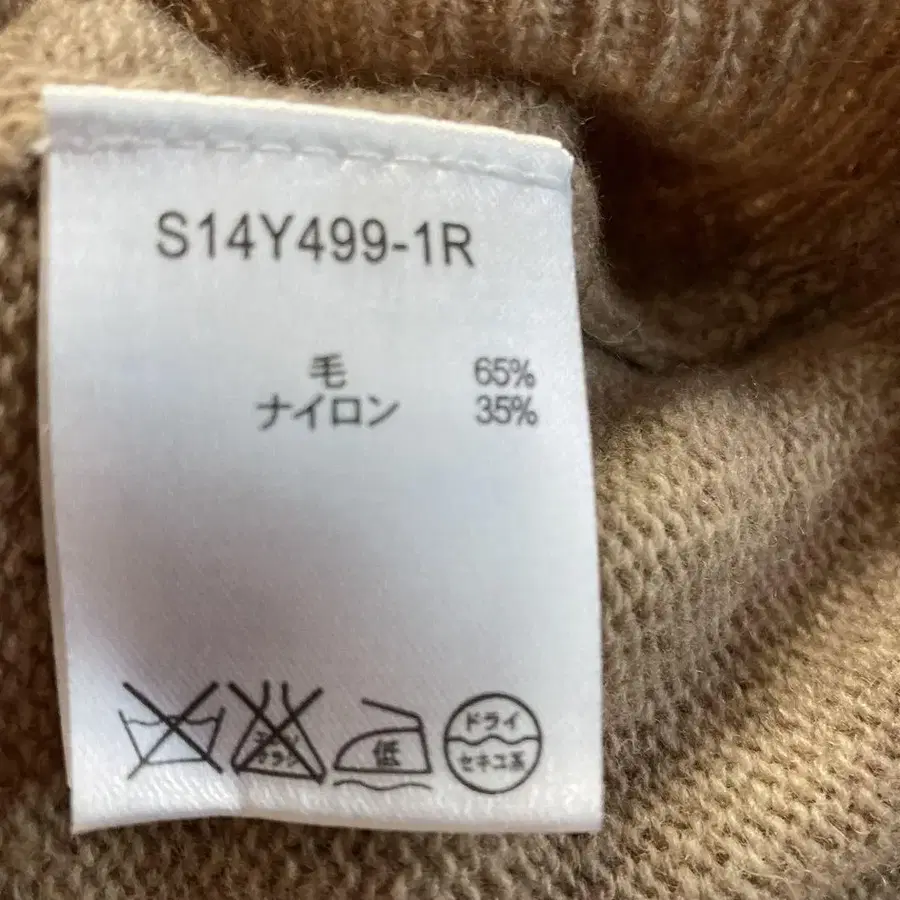 S14Y499-1R
毛 65%
ナイロン 35%
低
ドライ
セキユ系